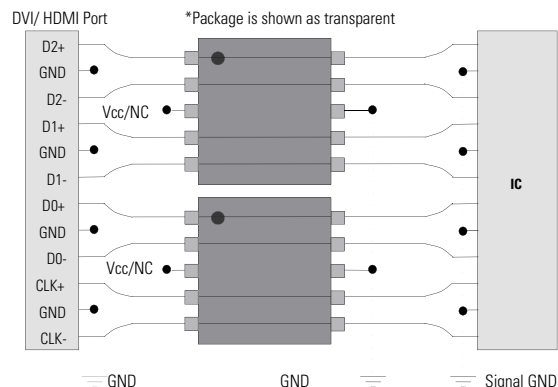 DVI/ HDMI Port
*Package is shown as transparent
D2+
GND
D2-
D1+
GND
D1-
D0+
GND
D0-
CLK+
GND
CLK-
Vcc/NC
Vcc/NC
IC
GND
GND
Signal GND